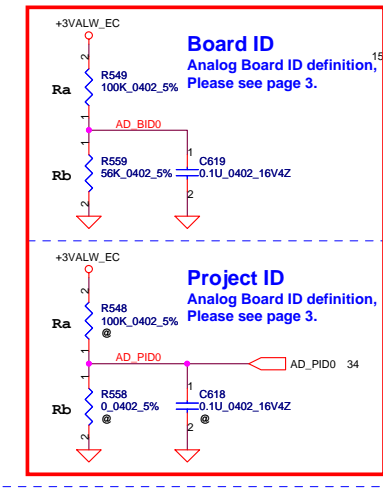 +3VALW_EC
Board ID
Analog Board ID definition,
Please see page 3.
15
2
Ra
R549
100K_0402_5%
1
AD_BID0
1
Rb
R559
56K_0402_5%
1
C619
0.1U_0402_16V4Z
2
2
+3VALW_EC
Project ID
Analog Board ID definition,
Please see page 3.
2
Ra
R548
100K_0402_5%
@
1
AD_PID0
AD_PID0 34
1
Rb
R558
0_0402_5%
@
1
C618
0.1U_0402_16V4Z
@
2
2